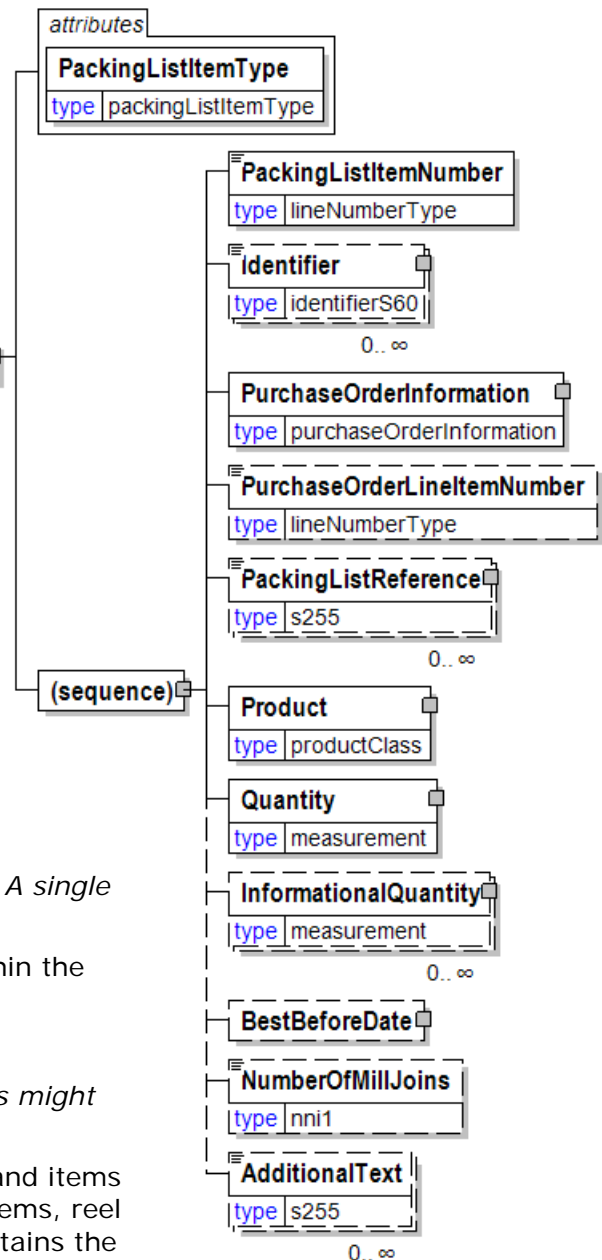 attributes
PackingListItemType
type packingListItemType
PackingListItemNumber
type lineNumberType
Identifier
type identifierS60
0.. ∞
PurchaseOrderInformation
type purchaseOrderInformation
PurchaseOrderLineItemNumber
type lineNumberType
PackingListReference
type s255
0.. ∞
(sequence)
Product
type productClass
Quantity
type measurement
A single
InformationalQuantity
type measurement
hin the
0.. ∞
BestBeforeDate
s might
NumberOfMillJoins
type nni1
and items
AdditionalText
ems, reel
type s255
tains the
0.. ∞